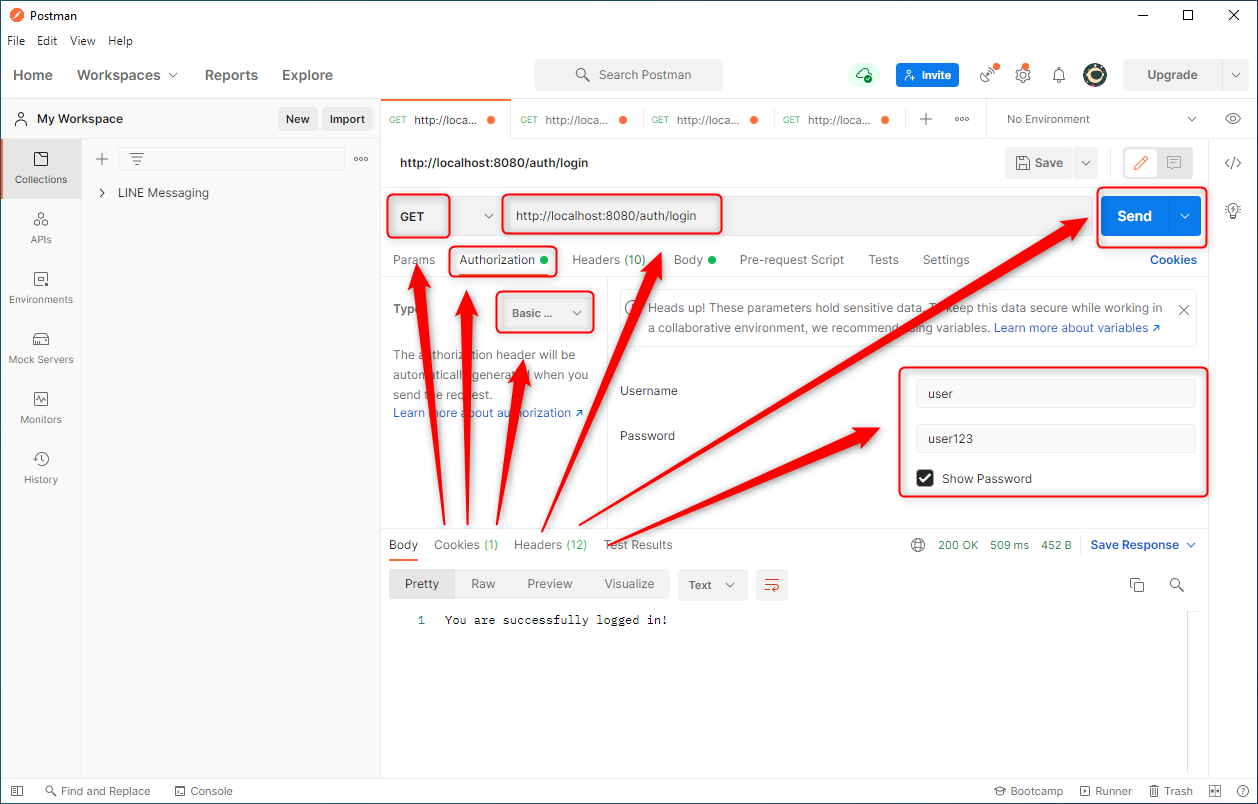 Postman
File Edit View Help
Home Workspaces Reports Explore Search Postman Invite Upgrade
My Workspace New Import
GET http://loca... GET http://loca... GET http://loca... GET http://loca... No Environment
Collections
APIs
Environments
Mock Servers
Monitors
History
LINE Messaging
http://localhost:8080/auth/login Save
GET http://localhost:8080/auth/login Send
Params Authorization Headers (10) Body Pre-request Script Tests Settings Cookies
Type Basic ...
The authorization header will be
automatically generated when you
send the request.
Learn more about authorization ↗
Heads up! These parameters hold sensitive data. To keep this data secure while working in
a collaborative environment, we recommend using variables. Learn more about variables ↗
Username user
Password user123
Show Password
Body Cookies (1) Headers (12) Test Results 200 OK 509 ms 452 B Save Response
Pretty Raw Preview Visualize Text
1 You are successfully logged in!
Find and Replace Console Bootcamp Runner Trash